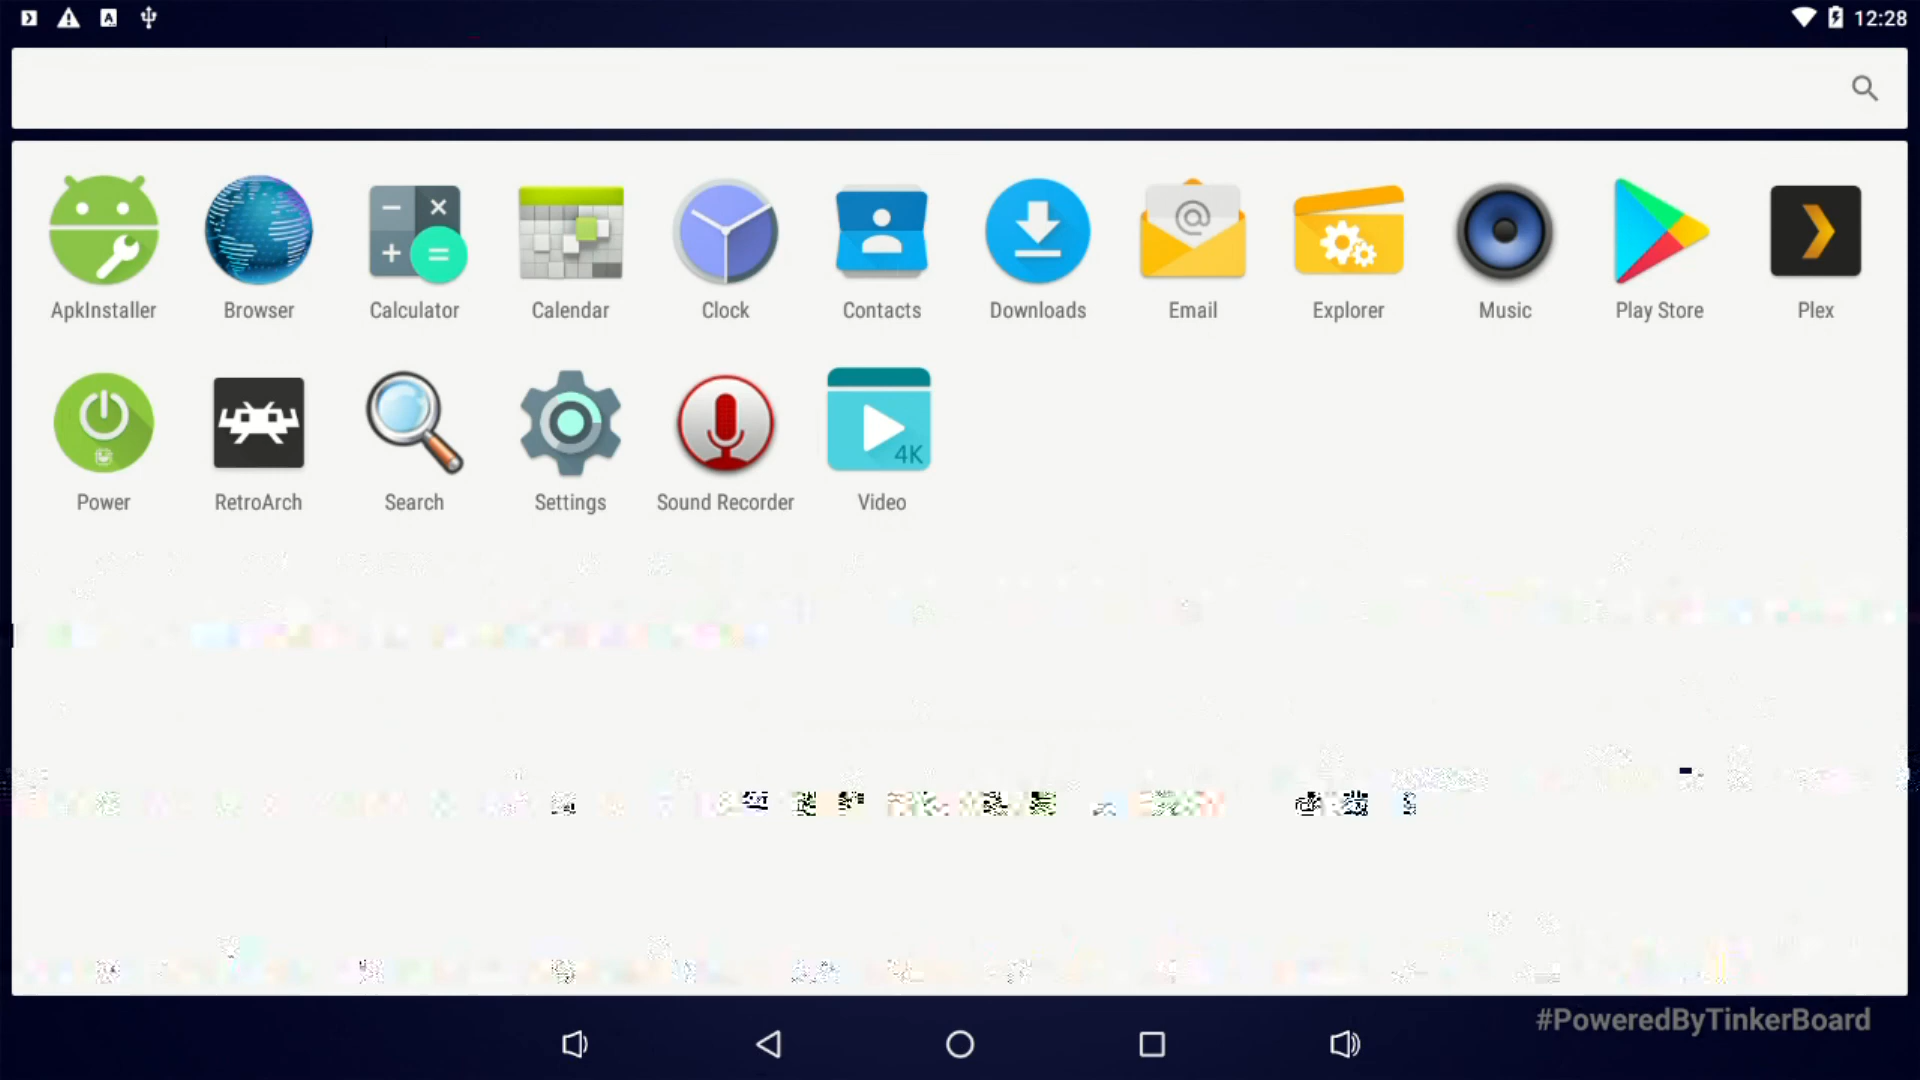 12:28
ApkInstaller
Browser
Calculator
Calendar
Clock
Contacts
Downloads
Email
Explorer
Music
Play Store
Plex
4K
Power
RetroArch
Search
Settings
Sound Recorder
Video
#PoweredByTinkerBoard